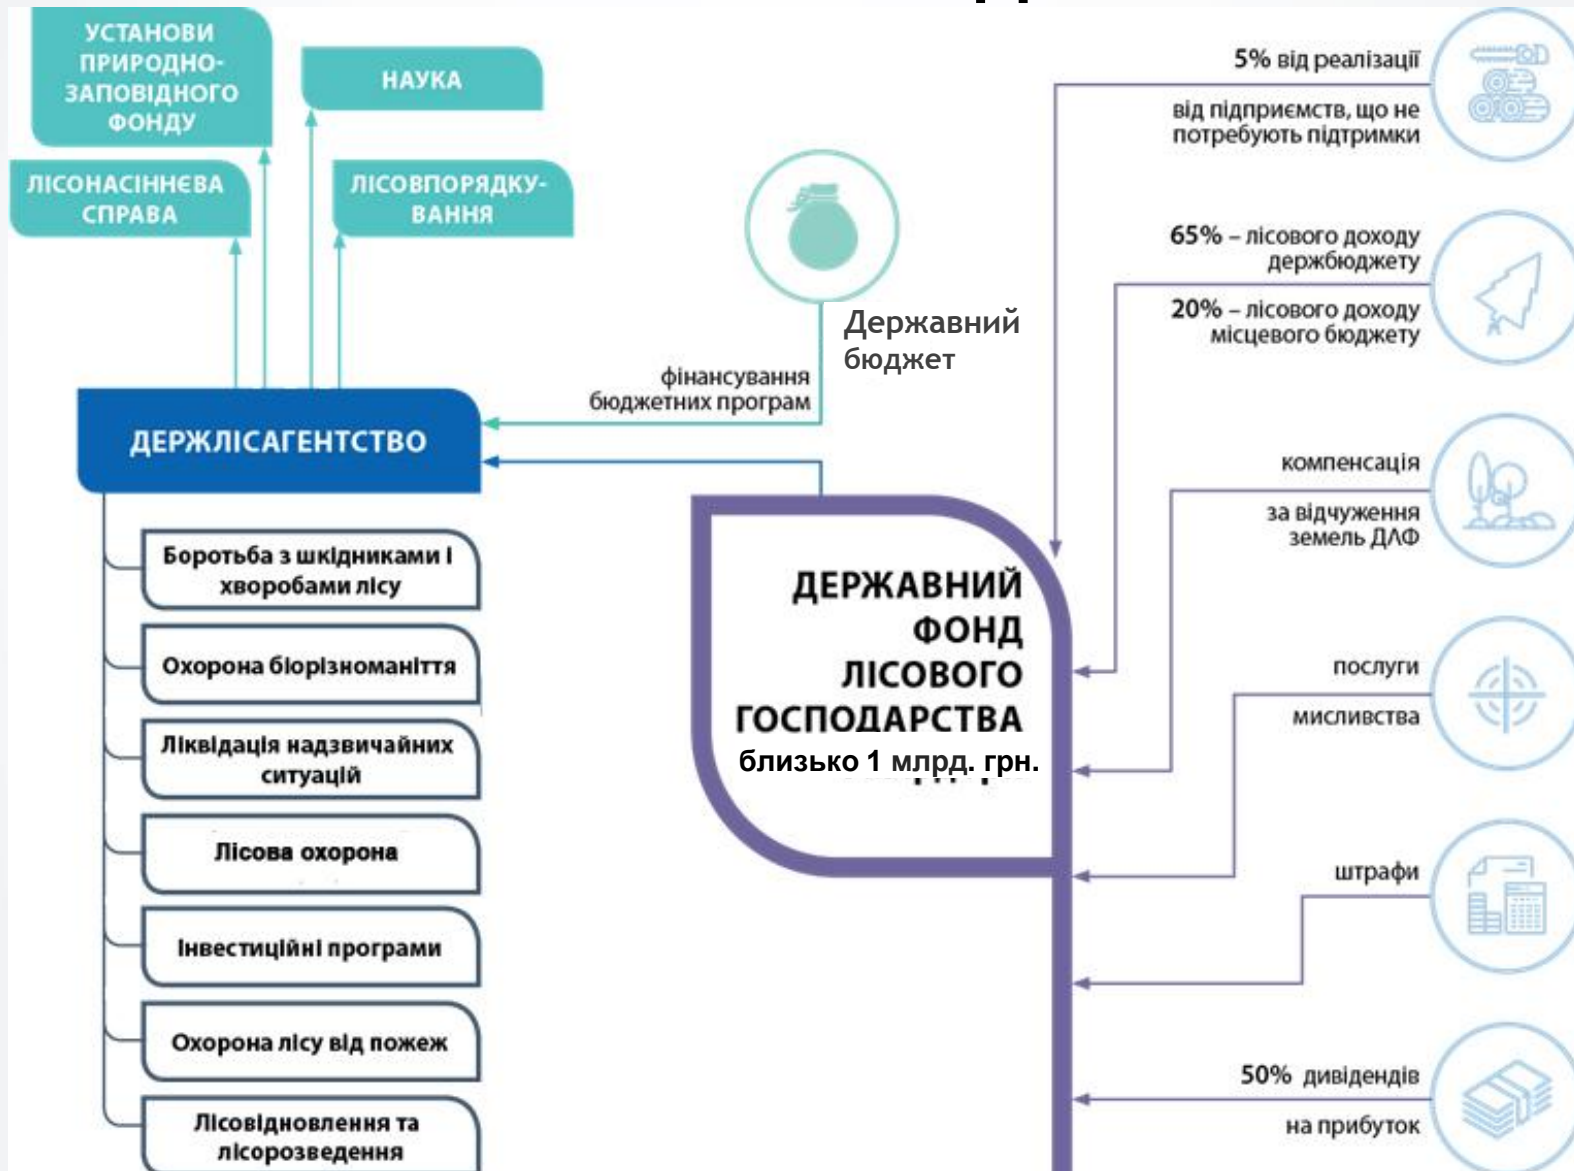 УСТАНОВИ
ПРИРОДНО-
ЗАПОВІДНОГО
ФОНДУ
НАУКА
ЛІСОНАСІННЄВА
СПРАВА
ЛІСОВПОРЯДКУ-
ВАННЯ
Державний
бюджет
фінансування
бюджетних програм
ДЕРЖЛІСАГЕНТСТВО
Боротьба з шкідниками і
хворобами лісу
Охорона біорізноманіття
Ліквідація надзвичайних
ситуацій
Лісова охорона
Інвестиційні програми
Охорона лісу від пожеж
Лісовідновлення та
лісорозведення
ДЕРЖАВНИЙ
ФОНД
ЛІСОВОГО
ГОСПОДАРСТВА
близько 1 млрд. грн.
5% від реалізації
від підприємств, що не
потребують підтримки
65% – лісового доходу
держбюджету
20% – лісового доходу
місцевого бюджету
компенсація
за відчуження
земель ДЛФ
послуги
мисливства
штрафи
50% дивідендів
на прибуток